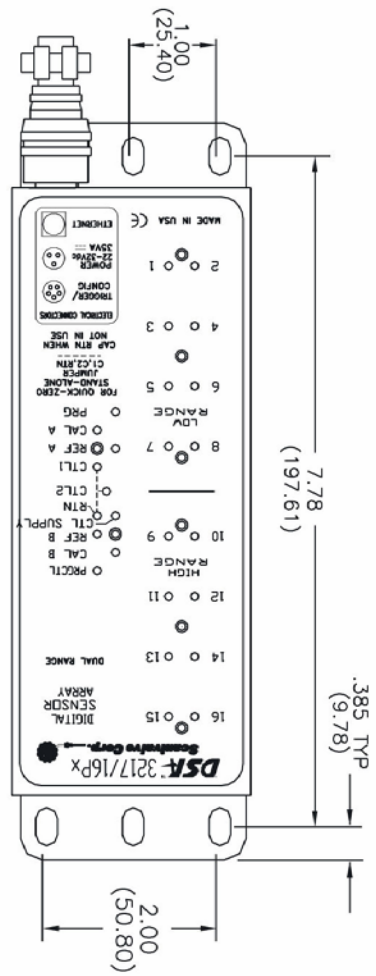 1.00
(25.40)
7.78
(197.61)
.385 TYP
(9.78)
2.00
(50.80)
DSA™ 3217/16Px
Scanivalve Corp.
DIGITAL
SENSOR
ARRAY
DUAL RANGE
16 15
14 13
12 11
HIGH
RANGE
10 9
8 7
LOW
RANGE
6 5
4 3
2 1
PRGCTL
CAL B
REF B
CTL SUPPLY
RTN
CTL2
CTL1
REF A
CAL A
PRG
FOR QUICK-ZERO
STAND-ALONE
JUMPER
C1,C2,RTN
CAP RTN WHEN
NOT IN USE
ELECTRICAL CONNECTORS
TRIGGER/
CONFIG
POWER
22-32Vdc
35VA
ETHERNET
MADE IN USA CE